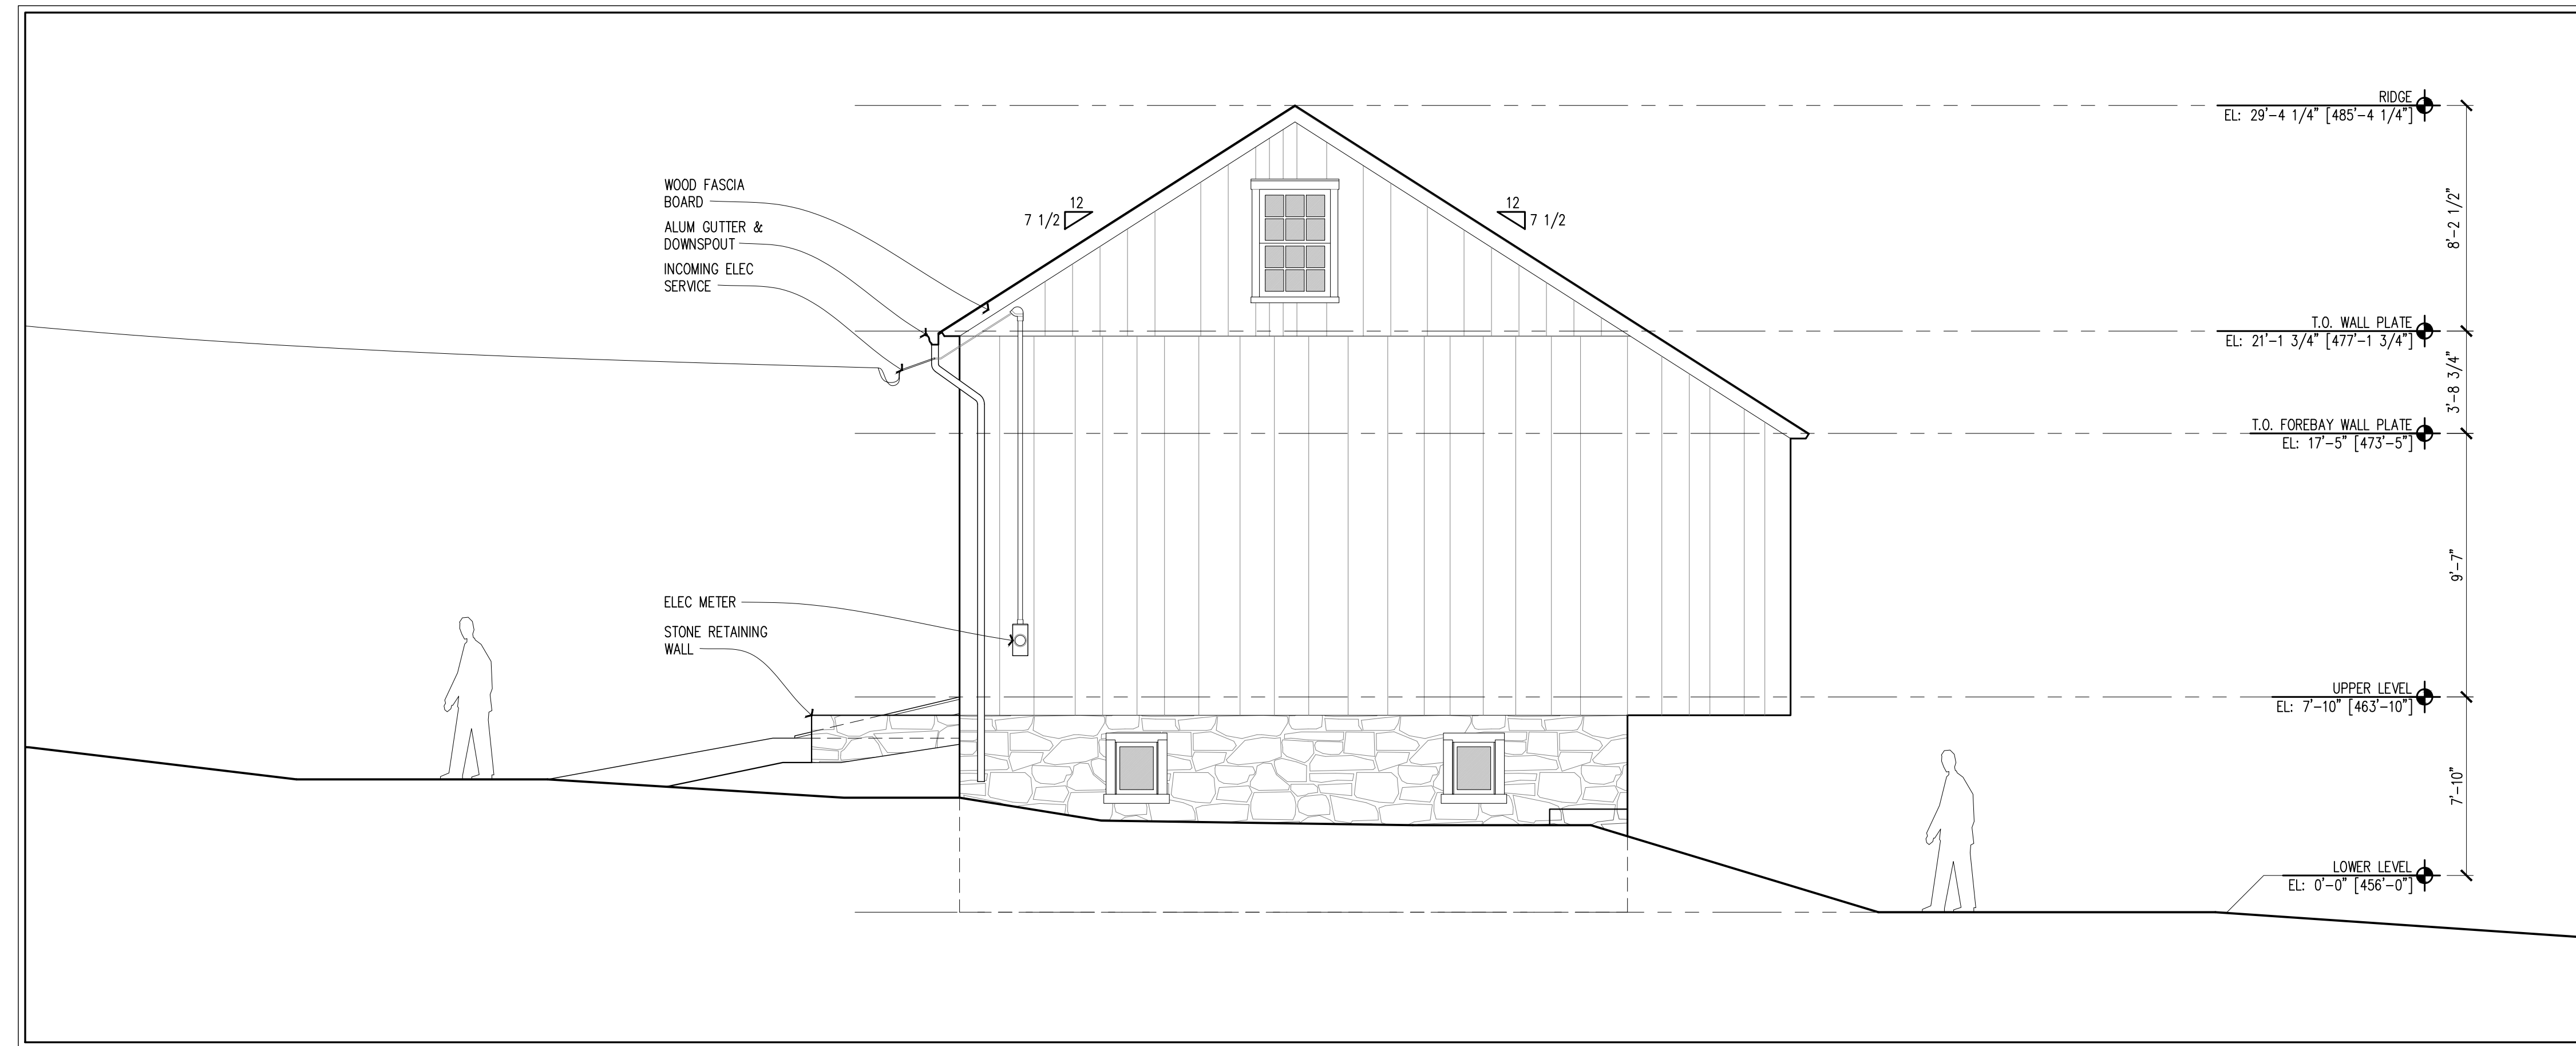 RIDGE
EL: 29'-4 1/4" [485'-4 1/4"]
WOOD FASCIA
BOARD
ALUM GUTTER &
DOWNSPOUT
INCOMING ELEC
SERVICE
12
7 1/2
12
7 1/2
8'-2 1/2"
T.O. WALL PLATE
EL: 21'-1 3/4" [477'-1 3/4"]
3'-8 3/4"
T.O. FOREBAY WALL PLATE
EL: 17'-5" [473'-5"]
9'-7"
ELEC METER
STONE RETAINING
WALL
UPPER LEVEL
EL: 7'-10" [463'-10"]
7'-10"
LOWER LEVEL
EL: 0'-0" [456'-0"]